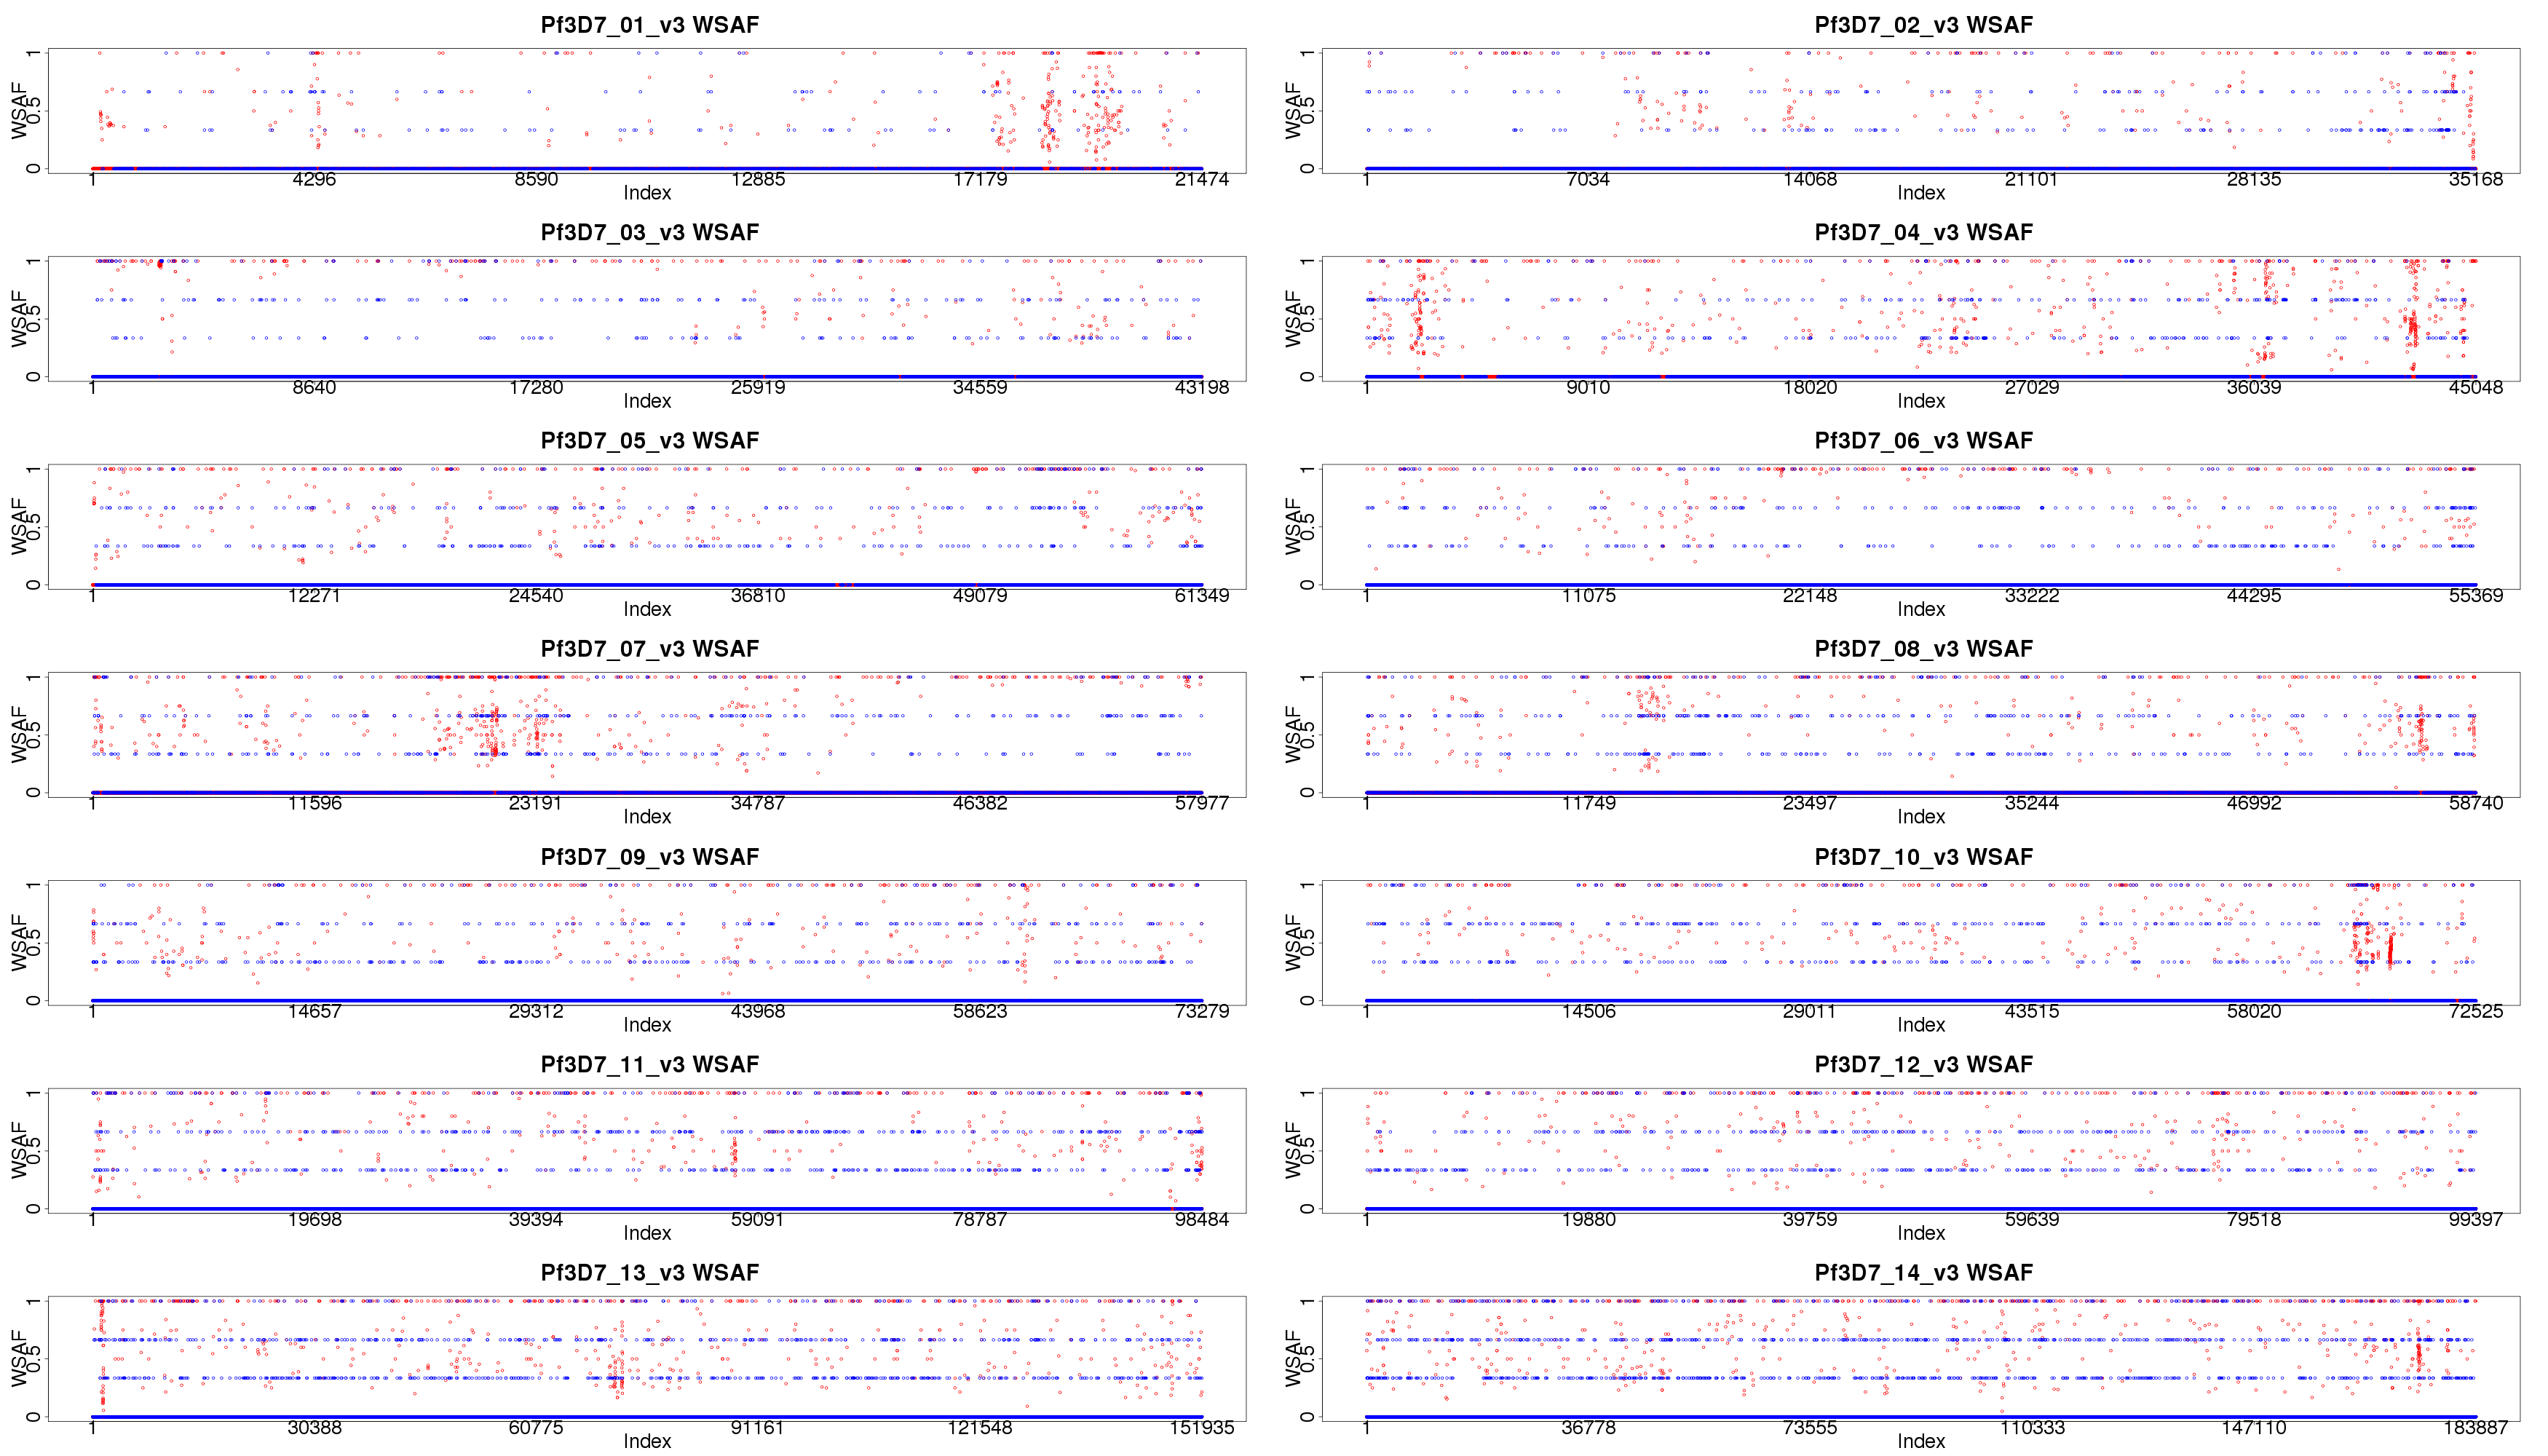 Pf3D7_01_v3 WSAF
WSAF
0 0.5 1
1 4296 8590 12885 17179 21474
Index
Pf3D7_02_v3 WSAF
WSAF
0 0.5 1
1 7034 14068 21101 28135 35168
Index
Pf3D7_03_v3 WSAF
WSAF
0 0.5 1
1 8640 17280 25919 34559 43198
Index
Pf3D7_04_v3 WSAF
WSAF
0 0.5 1
1 9010 18020 27029 36039 45048
Index
Pf3D7_05_v3 WSAF
WSAF
0 0.5 1
1 12271 24540 36810 49079 61349
Index
Pf3D7_06_v3 WSAF
WSAF
0 0.5 1
1 11075 22148 33222 44295 55369
Index
Pf3D7_07_v3 WSAF
WSAF
0 0.5 1
1 11596 23191 34787 46382 57977
Index
Pf3D7_08_v3 WSAF
WSAF
0 0.5 1
1 11749 23497 35244 46992 58740
Index
Pf3D7_09_v3 WSAF
WSAF
0 0.5 1
1 14657 29312 43968 58623 73279
Index
Pf3D7_10_v3 WSAF
WSAF
0 0.5 1
1 14506 29011 43515 58020 72525
Index
Pf3D7_11_v3 WSAF
WSAF
0 0.5 1
1 19698 39394 59091 78787 98484
Index
Pf3D7_12_v3 WSAF
WSAF
0 0.5 1
1 19880 39759 59639 79518 99397
Index
Pf3D7_13_v3 WSAF
WSAF
0 0.5 1
1 30388 60775 91161 121548 151935
Index
Pf3D7_14_v3 WSAF
WSAF
0 0.5 1
1 36778 73555 110333 147110 183887
Index